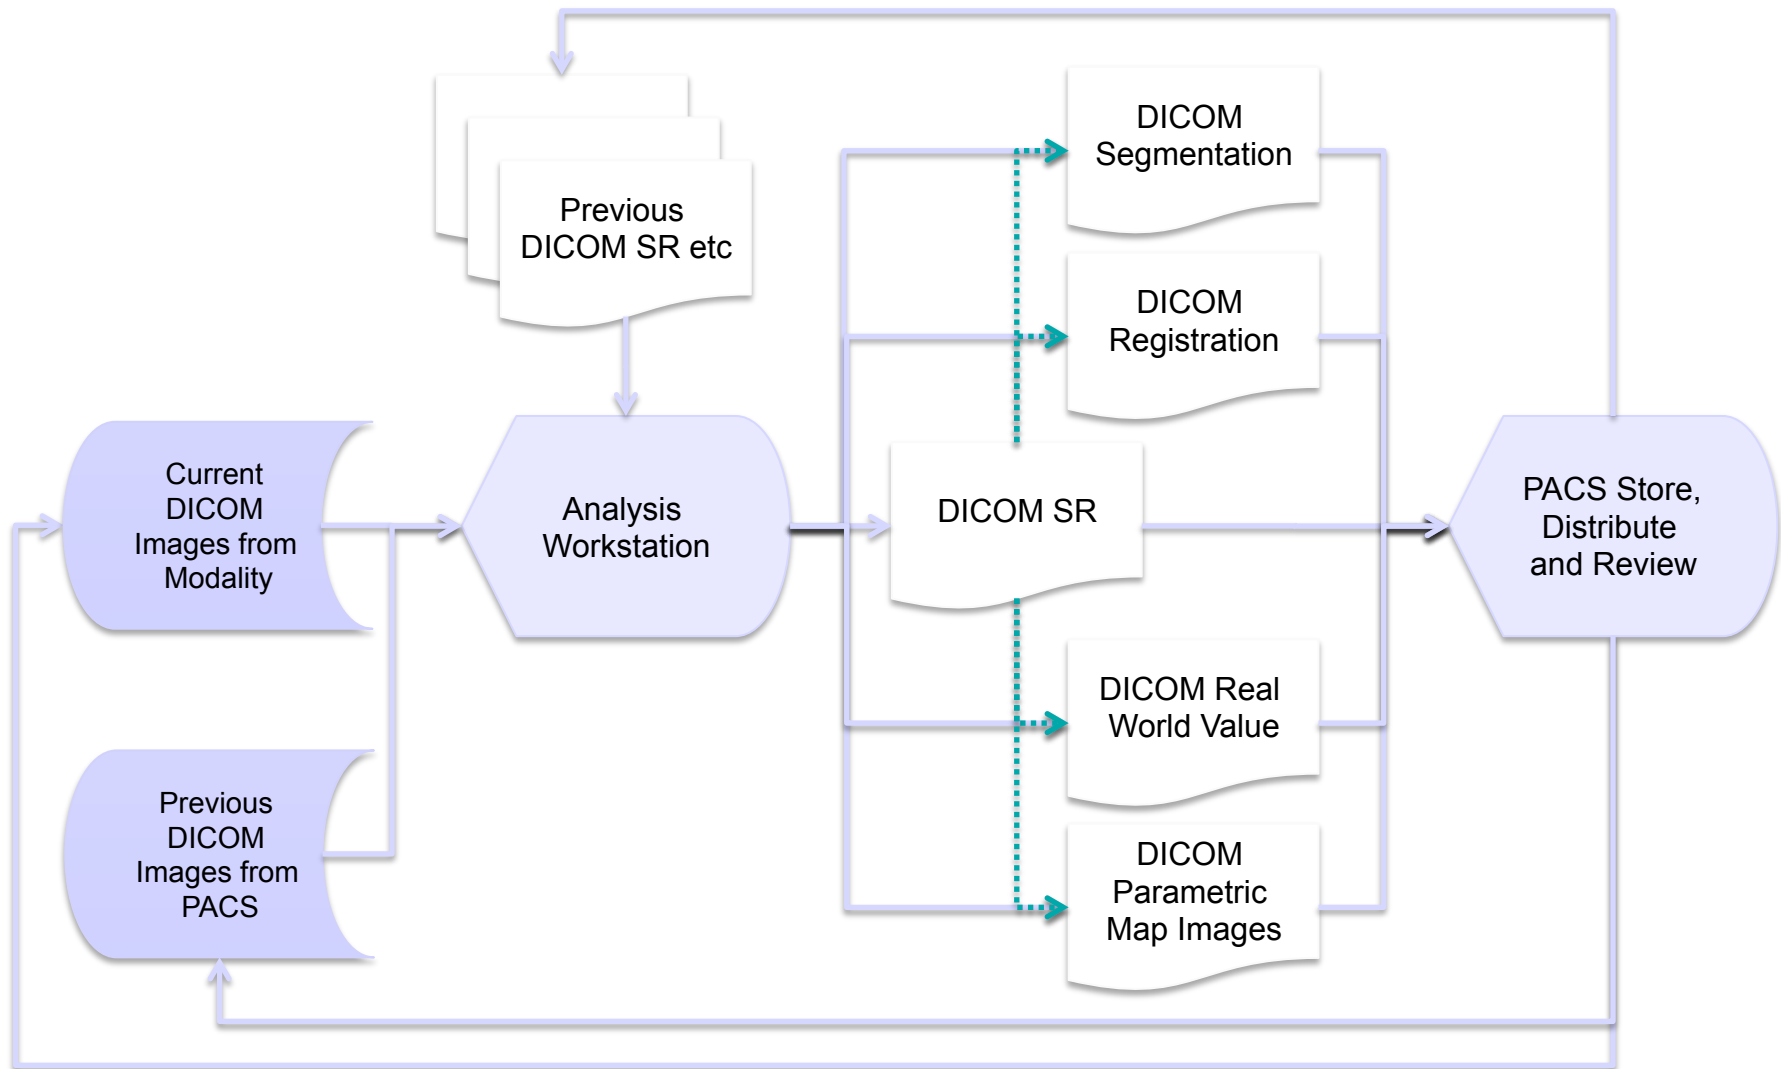 Previous
DICOM SR etc
Current
DICOM
Images from
Modality
Previous
DICOM
Images from
PACS
Analysis
Workstation
DICOM SR
DICOM
Segmentation
DICOM
Registration
DICOM Real
World Value
DICOM
Parametric
Map Images
PACS Store,
Distribute
and Review